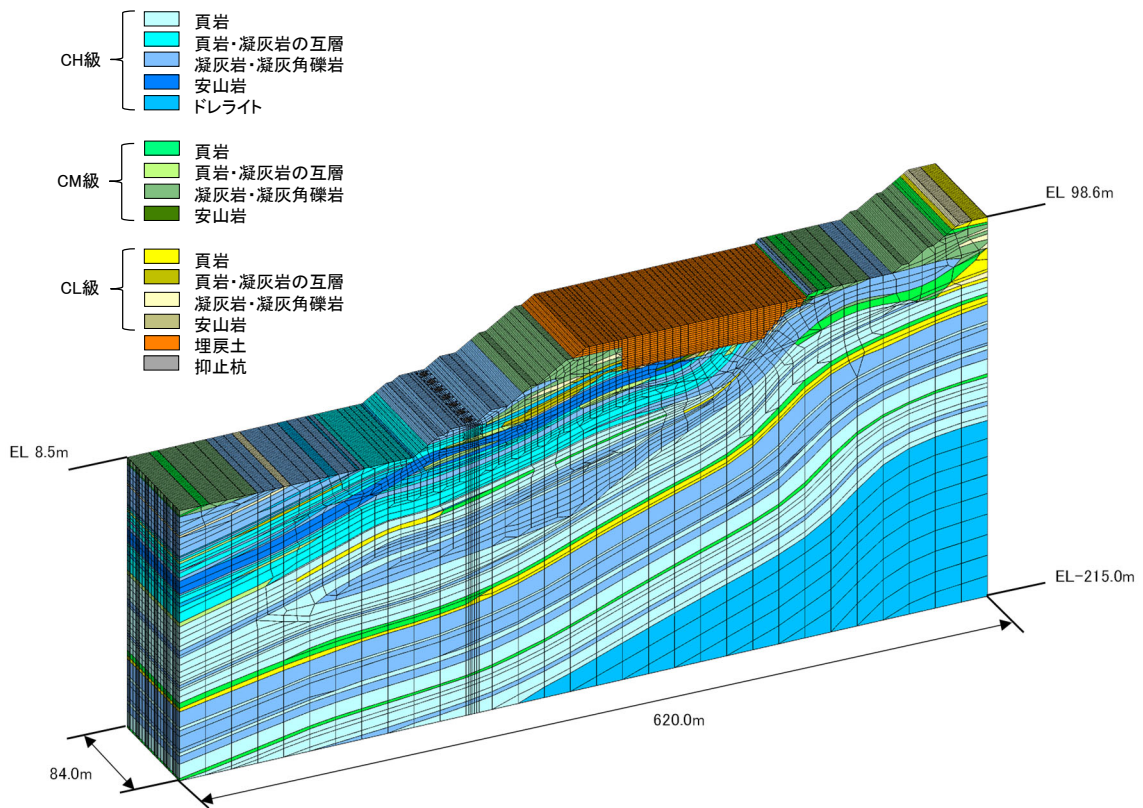 CH級
頁岩
頁岩・凝灰岩の互層
凝灰岩・凝灰角礫岩
安山岩
ドレライト
CM級
頁岩
頁岩・凝灰岩の互層
凝灰岩・凝灰角礫岩
安山岩
CL級
頁岩
頁岩・凝灰岩の互層
凝灰岩・凝灰角礫岩
安山岩
埋戻土
抑止杭
EL 98.6m
EL 8.5m
EL-215.0m
620.0m
84.0m